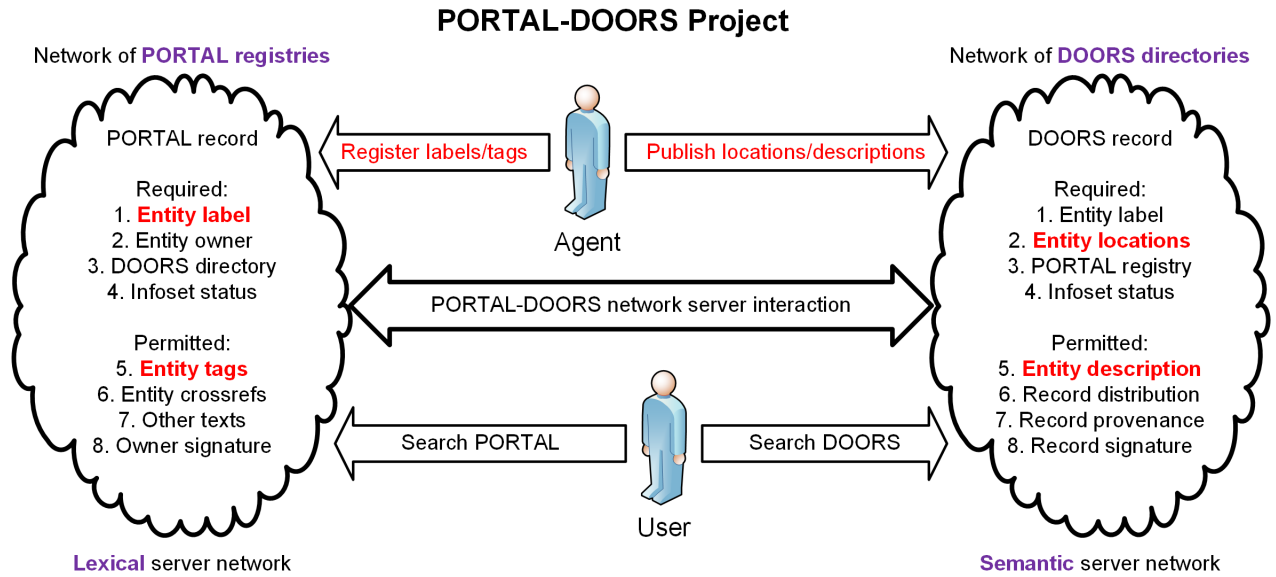 PORTAL-DOORS Project
Network of PORTAL registries
PORTAL record
Required:
1. Entity label
2. Entity owner
3. DOORS directory
4. Infoset status
Permitted:
5. Entity tags
6. Entity crossrefs
7. Other texts
8. Owner signature
Lexical server network
Register labels/tags
Publish locations/descriptions
Agent
PORTAL-DOORS network server interaction
Search PORTAL
Search DOORS
User
Network of DOORS directories
DOORS record
Required:
1. Entity label
2. Entity locations
3. PORTAL registry
4. Infoset status
Permitted:
5. Entity description
6. Record distribution
7. Record provenance
8. Record signature
Semantic server network